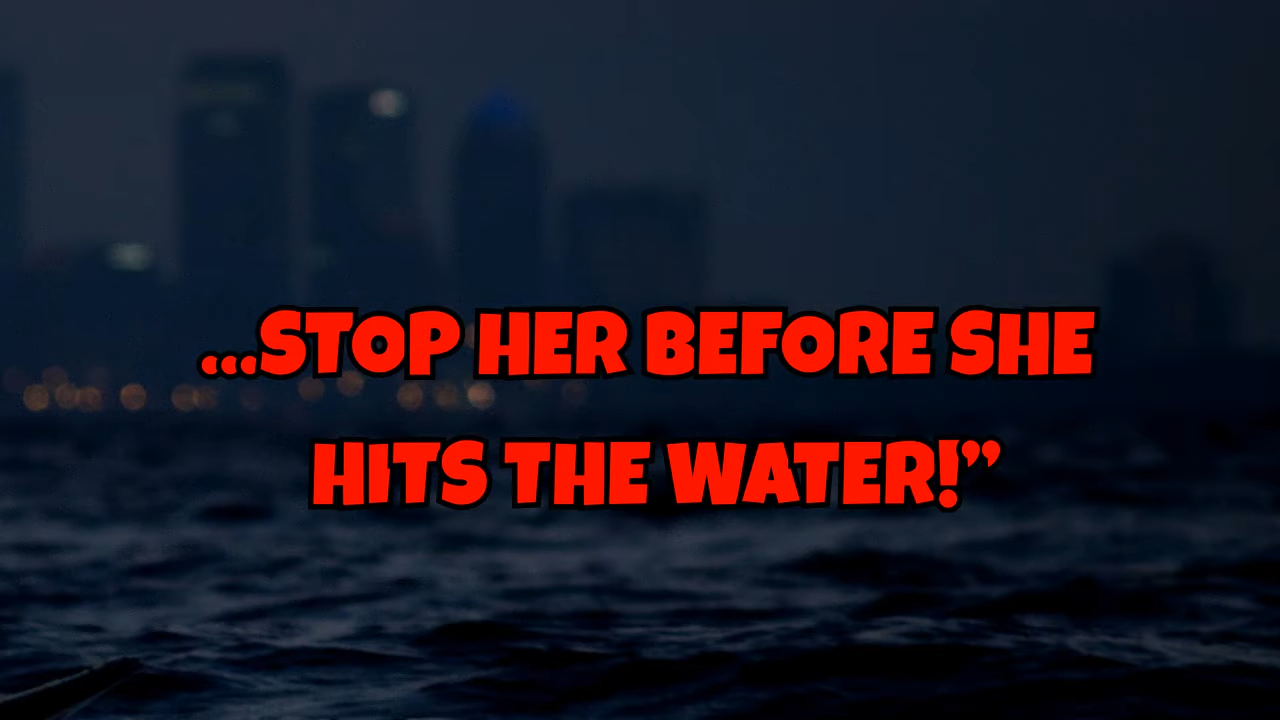 ...STOP HER BEFORE SHE
HITS THE WATER!”